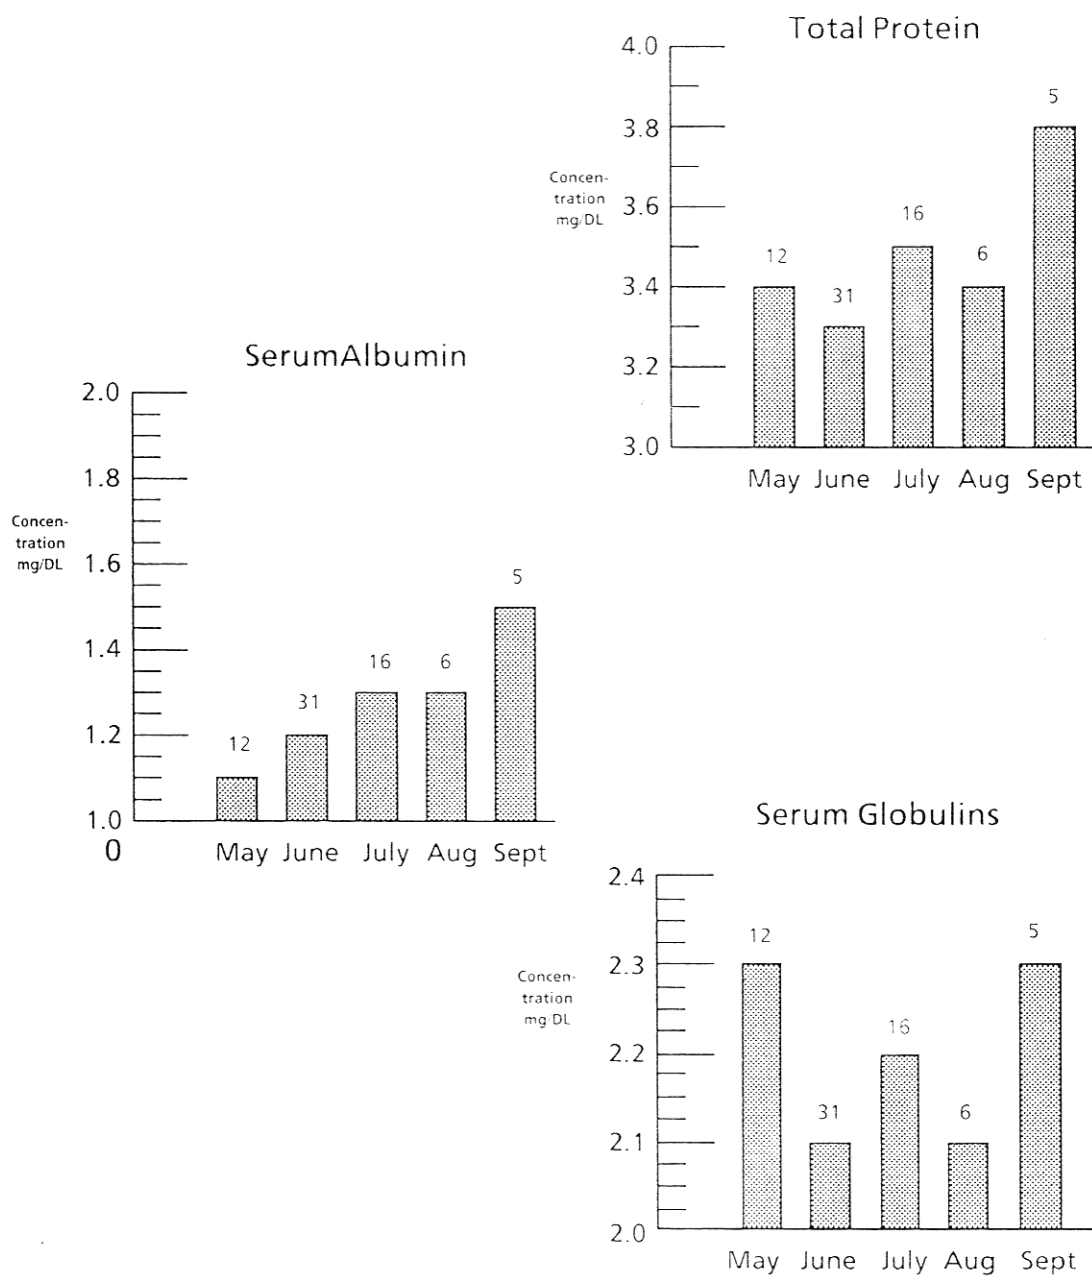 Total Protein
4.0
5
3.8
Concen-
tration
mg/DL
3.6
16
12
6
3.4
31
3.2
3.0
May June July Aug Sept
SerumAlbumin
2.0
1.8
Concen-
tration
mg/DL
1.6
5
1.4
16
6
31
1.2
12
1.0
0
May June July Aug Sept
Serum Globulins
2.4
12
5
2.3
Concen-
tration
mg/DL
16
2.2
31
6
2.1
2.0
May June July Aug Sept